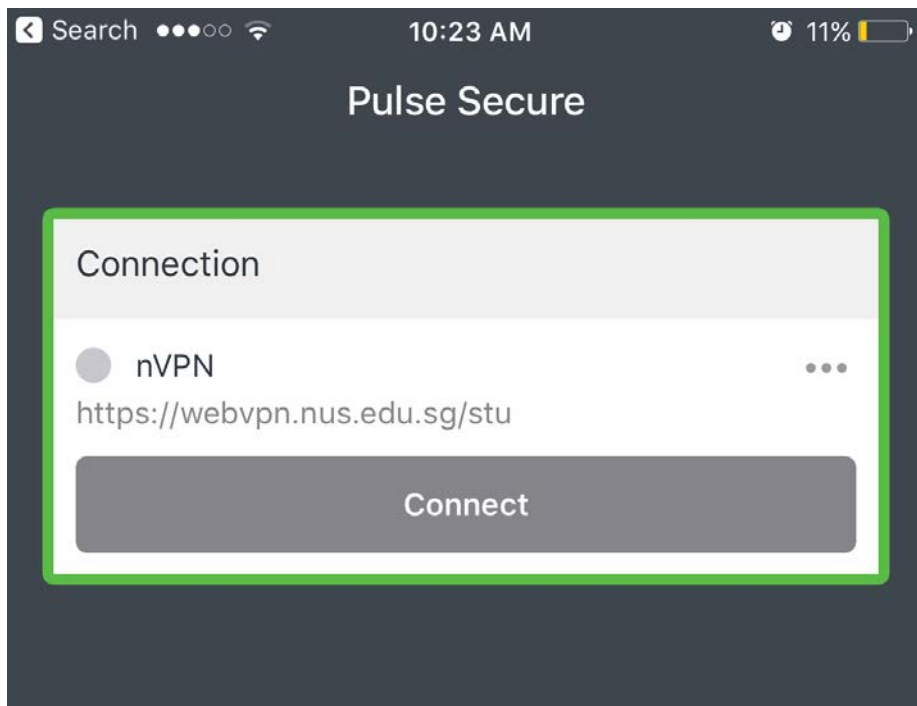 Search
10:23 AM
11%
Pulse Secure
Connection
nVPN
https://webvpn.nus.edu.sg/stu
Connect